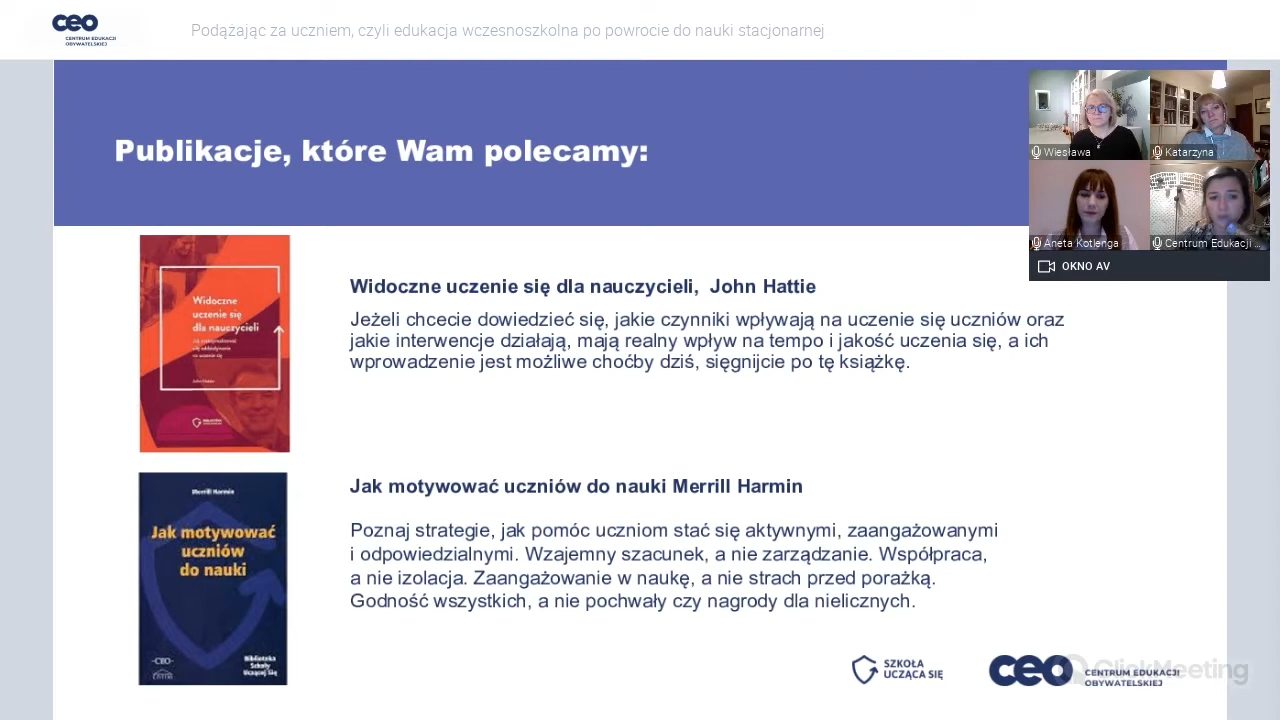 ceo
CENTRUM EDUKACJI
OBYWATELSKIEJ
Podążając za uczniem, czyli edukacja wczesnoszkolna po powrocie do nauki stacjonarnej
Publikacje, które Wam polecamy:
Wiesława
Katarzyna
Aneta Kotlenga
Centrum Edukacji ...
OKNO AV
Widoczne
uczenie się
dla nauczycieli
John Hattie
Widoczne uczenie się dla nauczycieli, John Hattie
Jeżeli chcecie dowiedzieć się, jakie czynniki wpływają na uczenie się uczniów oraz
jakie interwencje działają, mają realny wpływ na tempo i jakość uczenia się, a ich
wprowadzenie jest możliwe choćby dziś, sięgnijcie po tę książkę.
Merrill Harmin
Jak motywować
uczniów
do nauki
CEO
Biblioteka
Szkoły
Uczącej Się
Jak motywować uczniów do nauki Merrill Harmin
Poznaj strategie, jak pomóc uczniom stać się aktywnymi, zaangażowanymi
i odpowiedzialnymi. Wzajemny szacunek, a nie zarządzanie. Współpraca,
a nie izolacja. Zaangażowanie w naukę, a nie strach przed porażką.
Godność wszystkich, a nie pochwały czy nagrody dla nielicznych.
SZKOŁA
UCZĄCA SIĘ
ceo
CENTRUM EDUKACJI
OBYWATELSKIEJ
ClickMeeting